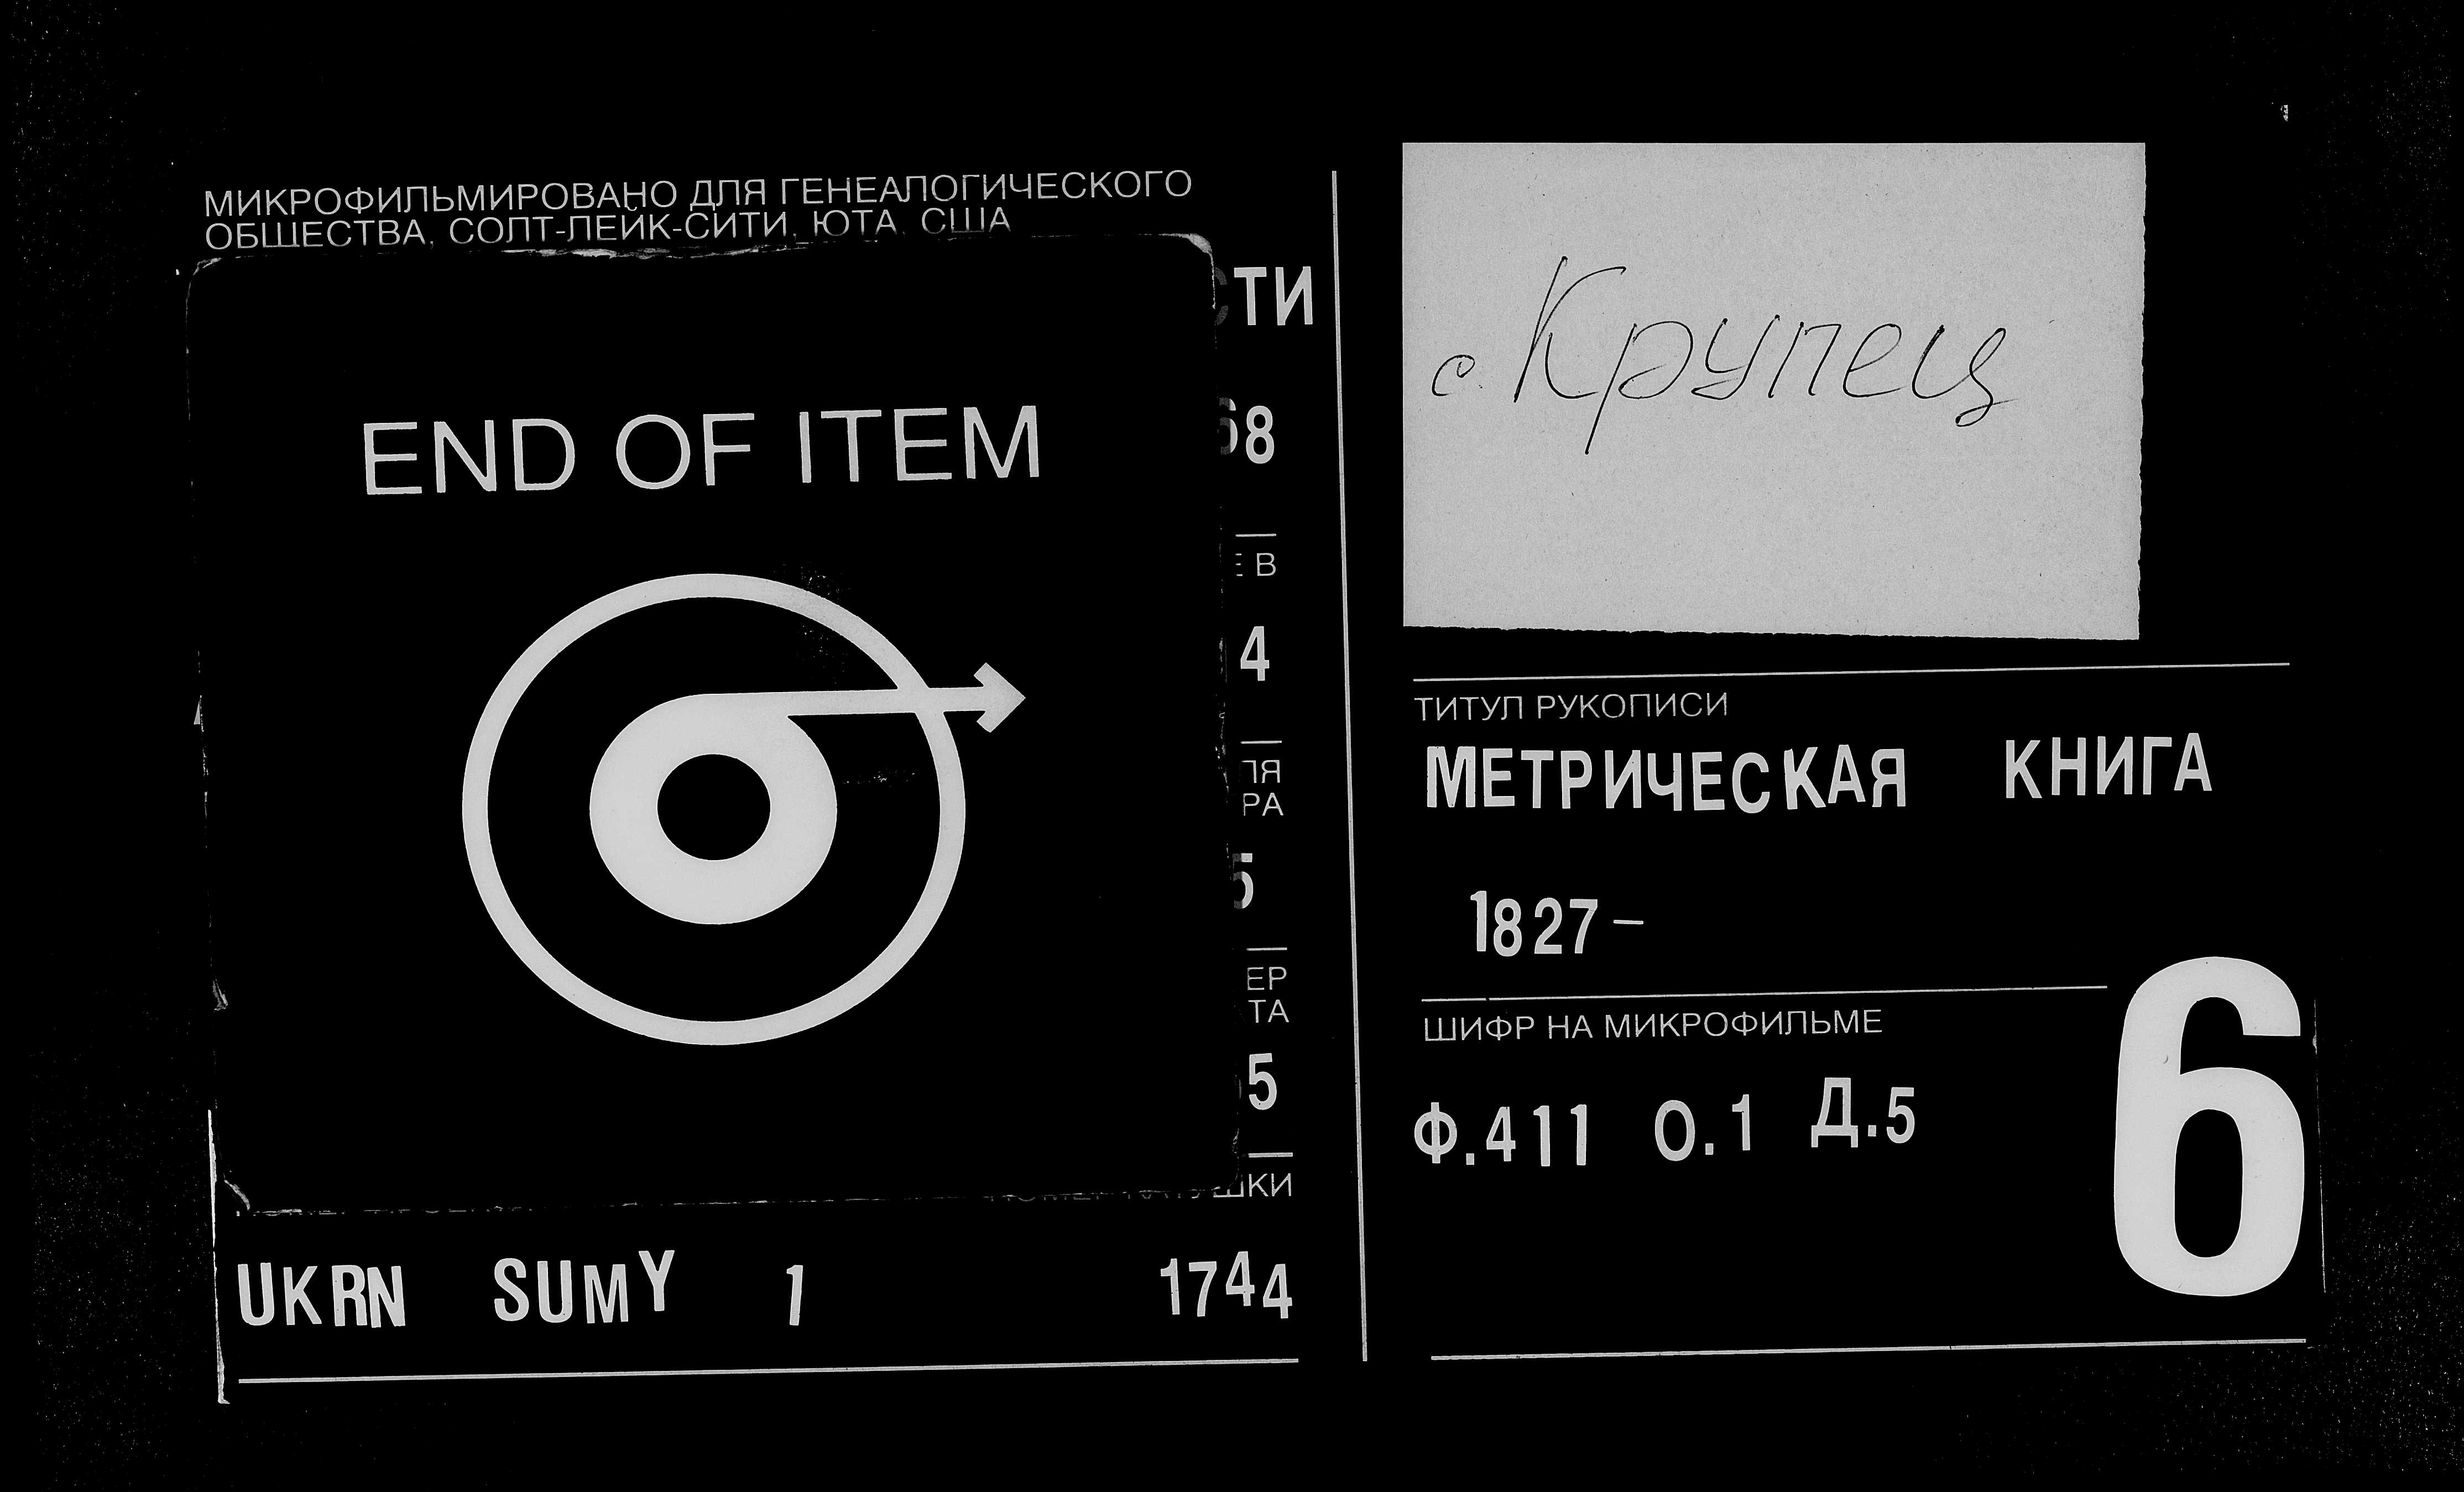 МИКРОФИЛЬМИРОВАНО ДЛЯ ГЕНЕАЛОГИЧЕСКОГО
ОБЩЕСТВА, СОЛТ-ЛЕЙК-СИТИ, ЮТА, США
END OF ITEM
UKRN SUMY 1 1744
с. Крупец
ТИТУЛ РУКОПИСИ
МЕТРИЧЕСКАЯ КНИГА
1827-
ШИФР НА МИКРОФИЛЬМЕ
Ф.411 О.1 Д.5
6